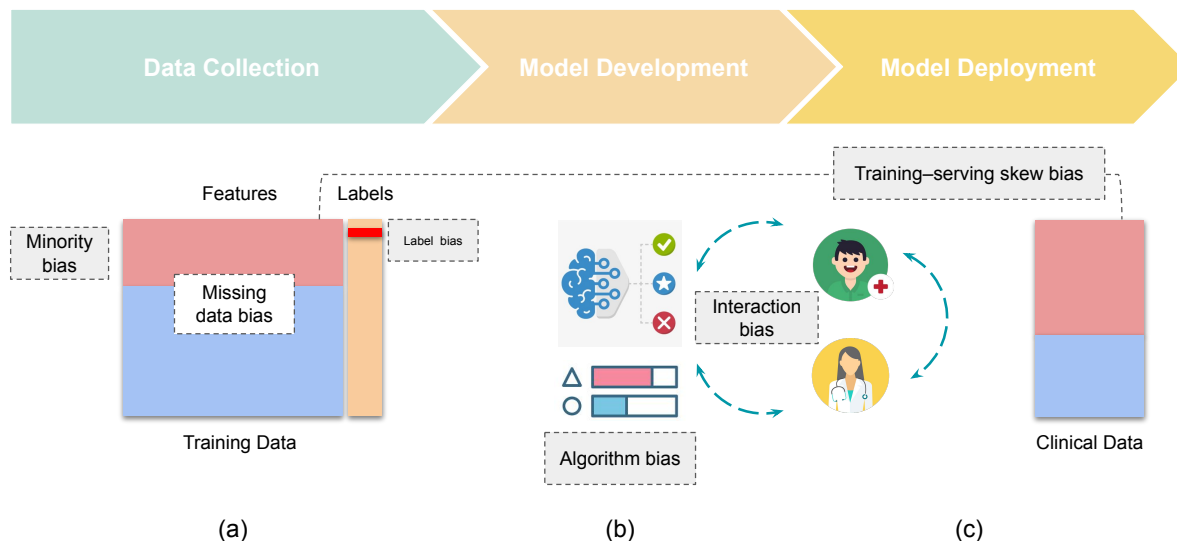 Data Collection
Model Development
Model Deployment
Training–serving skew bias
Features
Labels
Minority
bias
Label bias
Missing
data bias
Interaction
bias
Training Data
Algorithm bias
Clinical Data
(a)
(b)
(c)